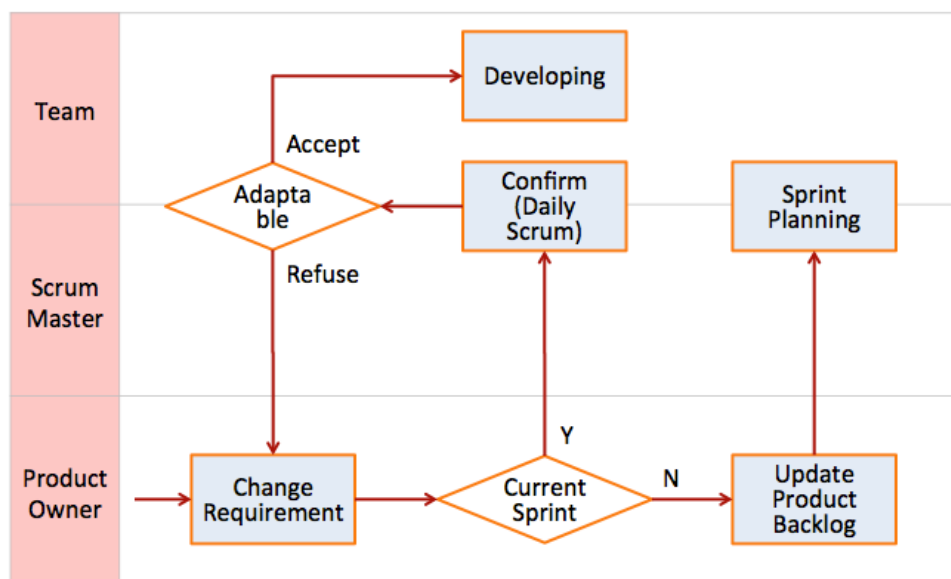 Team
Developing
Accept
Adapta
ble
Confirm
(Daily
Scrum)
Sprint
Planning
Refuse
Scrum
Master
Y
Product
Owner
Change
Requirement
Current
Sprint
N
Update
Product
Backlog